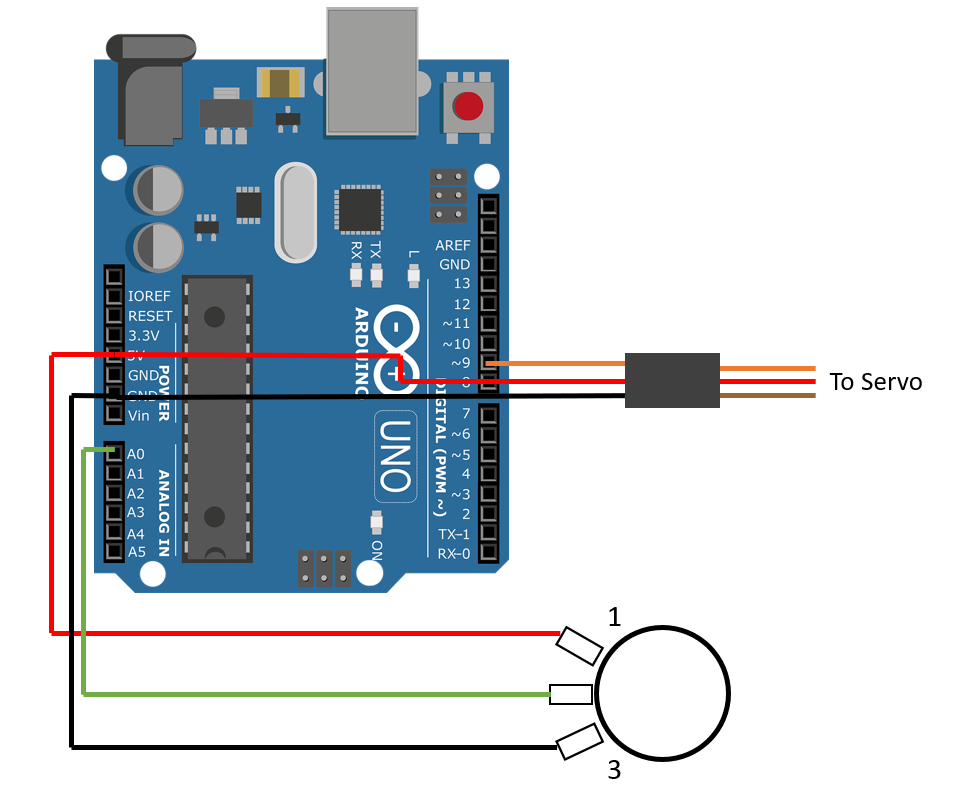 RX
TX
L
AREF
GND
13
12
~11
~10
~9
8
7
~6
~5
4
~3
2
TX-1
RX-0
DIGITAL (PWM ~)
IOREF
RESET
3.3V
5V
GND
GND
Vin
POWER
A0
A1
A2
A3
A4
A5
ANALOG IN
ARDUINO
UNO
ON
To Servo
1
3